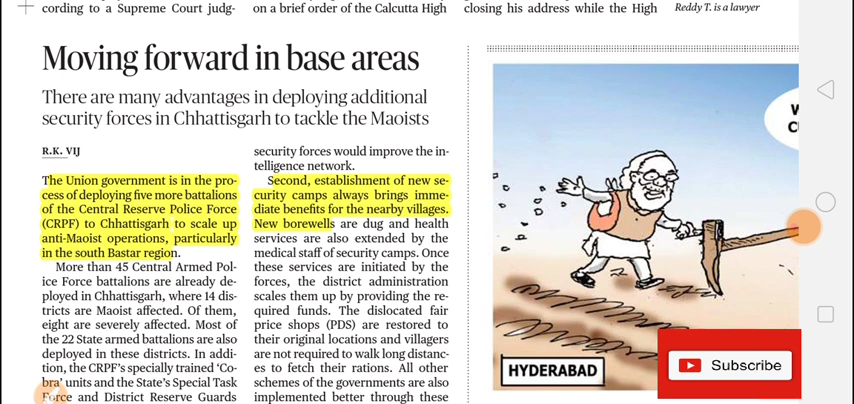 cording to a Supreme Court judg-
on a brief order of the Calcutta High
closing his address while the High
Reddy T. is a lawyer
Moving forward in base areas
There are many advantages in deploying additional
security forces in Chhattisgarh to tackle the Maoists
R.K. VIJ
The Union government is in the pro-
cess of deploying five more battalions
of the Central Reserve Police Force
(CRPF) to Chhattisgarh to scale up
anti-Maoist operations, particularly
in the south Bastar region.
More than 45 Central Armed Pol-
ice Force battalions are already de-
ployed in Chhattisgarh, where 14 dis-
tricts are Maoist affected. Of them,
eight are severely affected. Most of
the 22 State armed battalions are also
deployed in these districts. In addi-
tion, the CRPF's specially trained 'Co-
bra' units and the State's Special Task
Force and District Reserve Guards
security forces would improve the in-
telligence network.
Second, establishment of new se-
curity camps always brings imme-
diate benefits for the nearby villages.
New borewells are dug and health
services are also extended by the
medical staff of security camps. Once
these services are initiated by the
forces, the district administration
scales them up by providing the re-
quired funds. The dislocated fair
price shops (PDS) are restored to
their original locations and villagers
are not required to walk long distanc-
es to fetch their rations. All other
schemes of the governments are also
implemented better through these
HYDERABAD
Subscribe